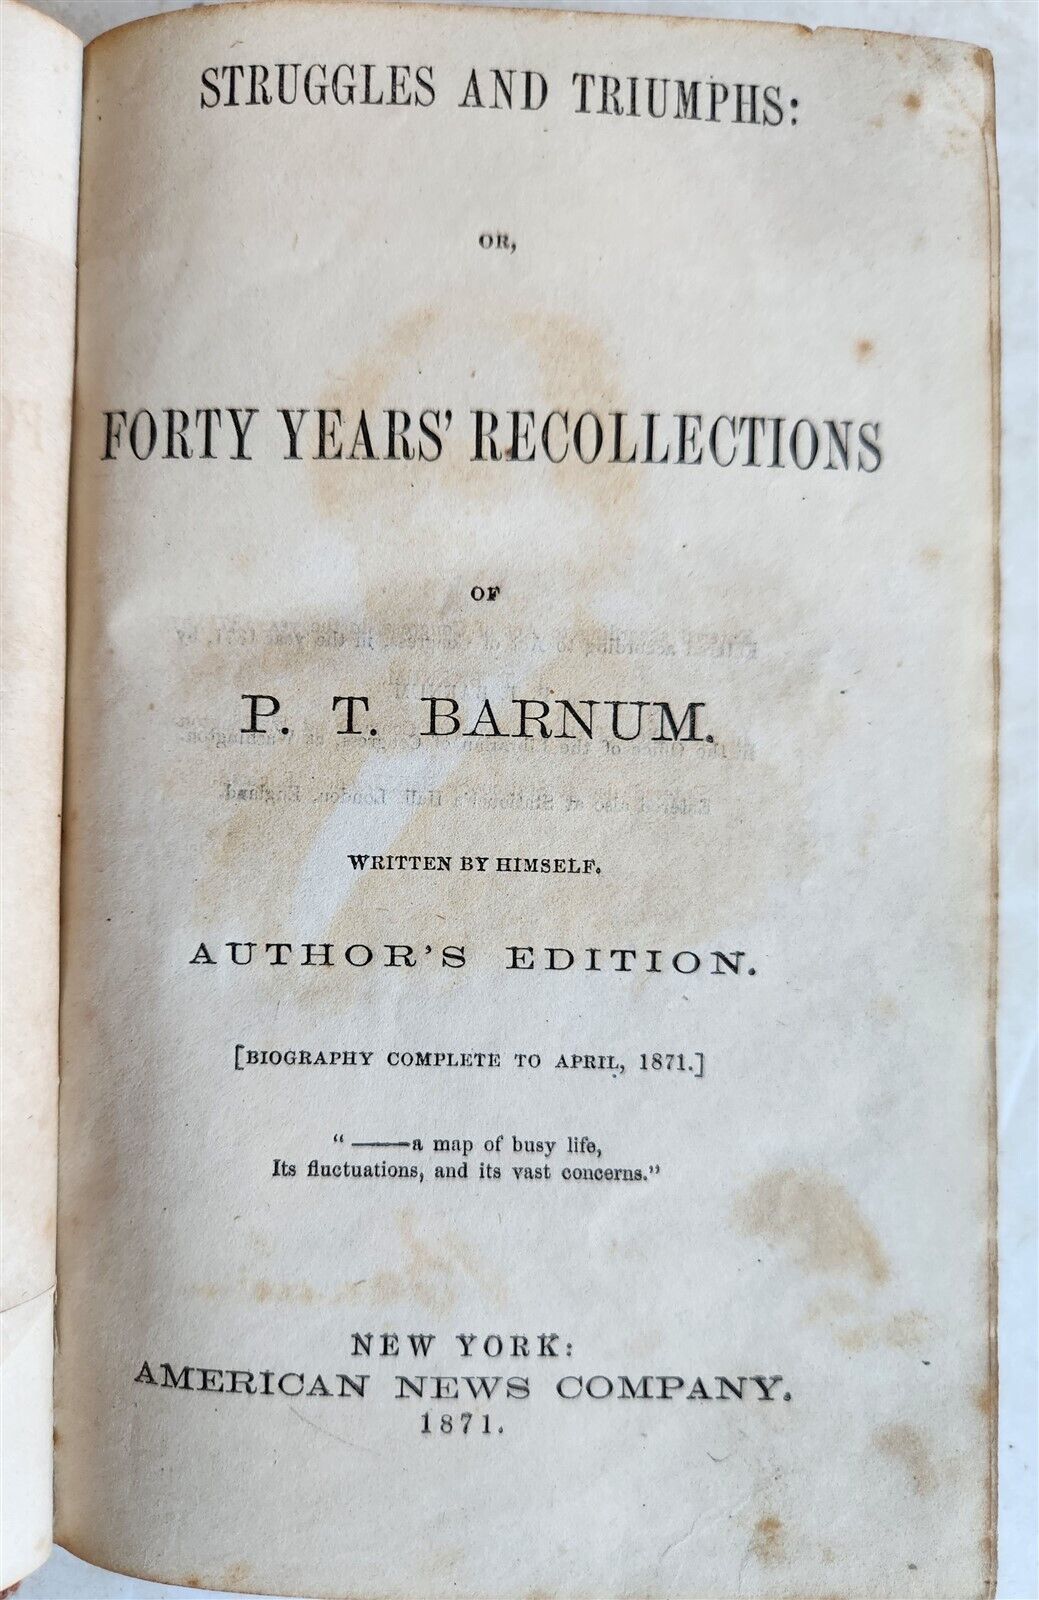 STRUGGLES AND TRIUMPHS:
OR,
FORTY YEARS' RECOLLECTIONS
OF
P. T. BARNUM.
WRITTEN BY HIMSELF.
AUTHOR'S EDITION.
[BIOGRAPHY COMPLETE TO APRIL, 1871.]
"——a map of busy life,
Its fluctuations, and its vast concerns."
NEW YORK:
AMERICAN NEWS COMPANY.
1871.